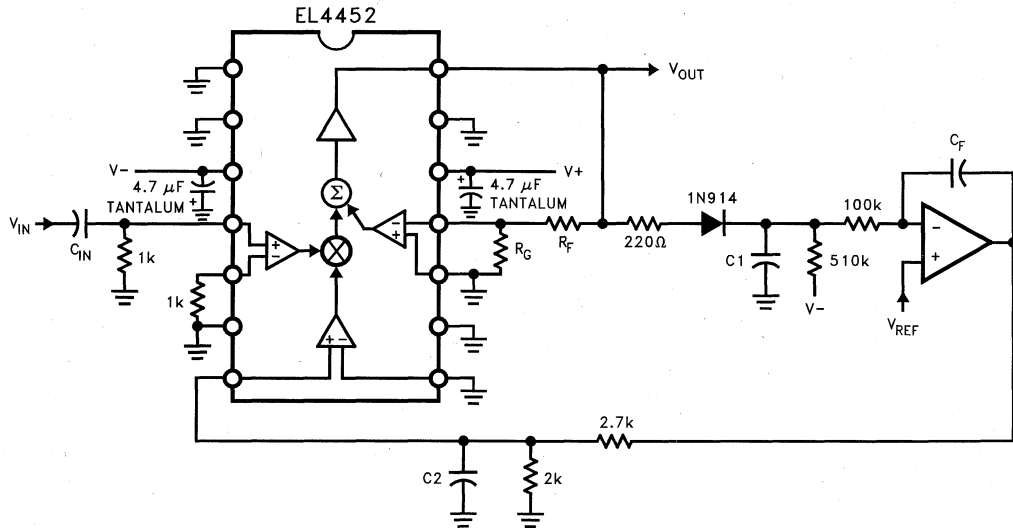 EL4452
VOUT
V-
4.7 μF
TANTALUM
+
+
4.7 μF
TANTALUM
V+
Σ
VIN
CIN
1k
1k
+
-
-
+
+ -
RG
RF
220Ω
1N914
C1
510k
V-
100k
CF
-
+
VREF
2.7k
C2
2k